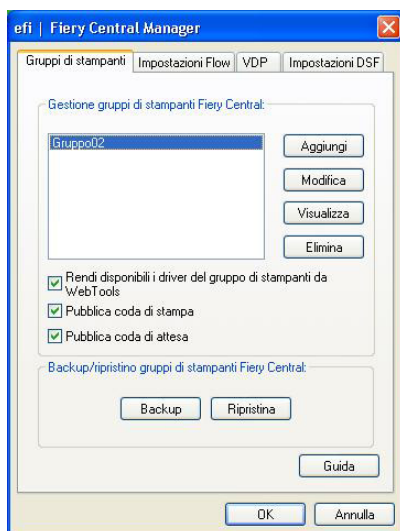 efi | Fiery Central Manager
Gruppi di stampanti
Impostazioni Flow
VDP
Impostazioni DSF
Gestione gruppi di stampanti Fiery Central:
Gruppo02
Aggiungi
Modifica
Visualizza
Elimina
Rendi disponibili i driver del gruppo di stampanti da
WebTools
Pubblica coda di stampa
Pubblica coda di attesa
Backup/ripristino gruppi di stampanti Fiery Central:
Backup
Ripristina
Guida
OK
Annulla